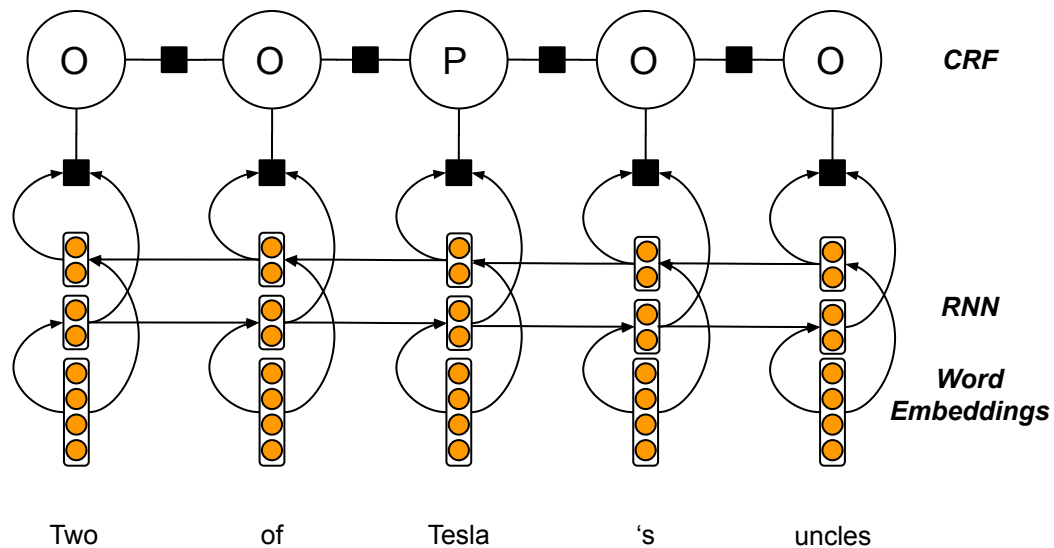 O O P O O CRF
RNN
Word
Embeddings
Two of Tesla ‘s uncles